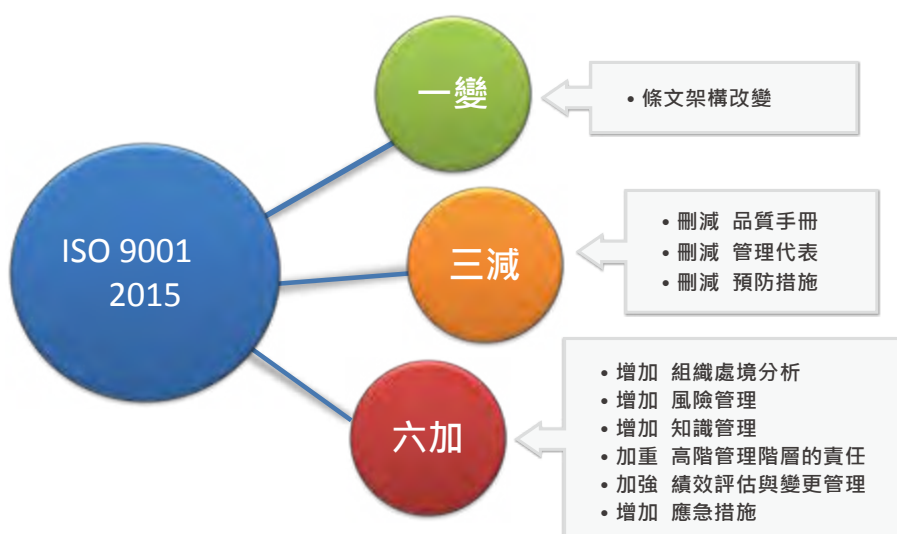 ISO 9001
2015
一變
• 條文架構改變
三減
• 刪減 品質手冊
• 刪減 管理代表
• 刪減 預防措施
六加
• 增加 組織處境分析
• 增加 風險管理
• 增加 知識管理
• 加重 高階管理階層的責任
• 加強 績效評估與變更管理
• 增加 應急措施